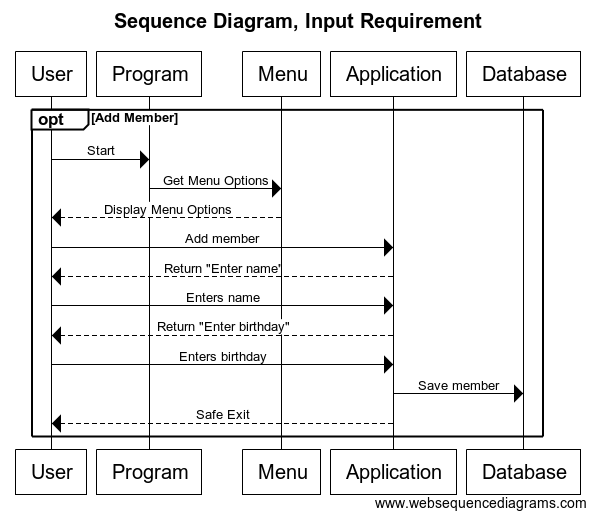 Sequence Diagram, Input Requirement
User Program Menu Application Database
opt [Add Member]
Start
Get Menu Options
Display Menu Options
Add member
Return "Enter name"
Enters name
Return "Enter birthday"
Enters birthday
Save member
Safe Exit
User Program Menu Application Database
www.websequencediagrams.com